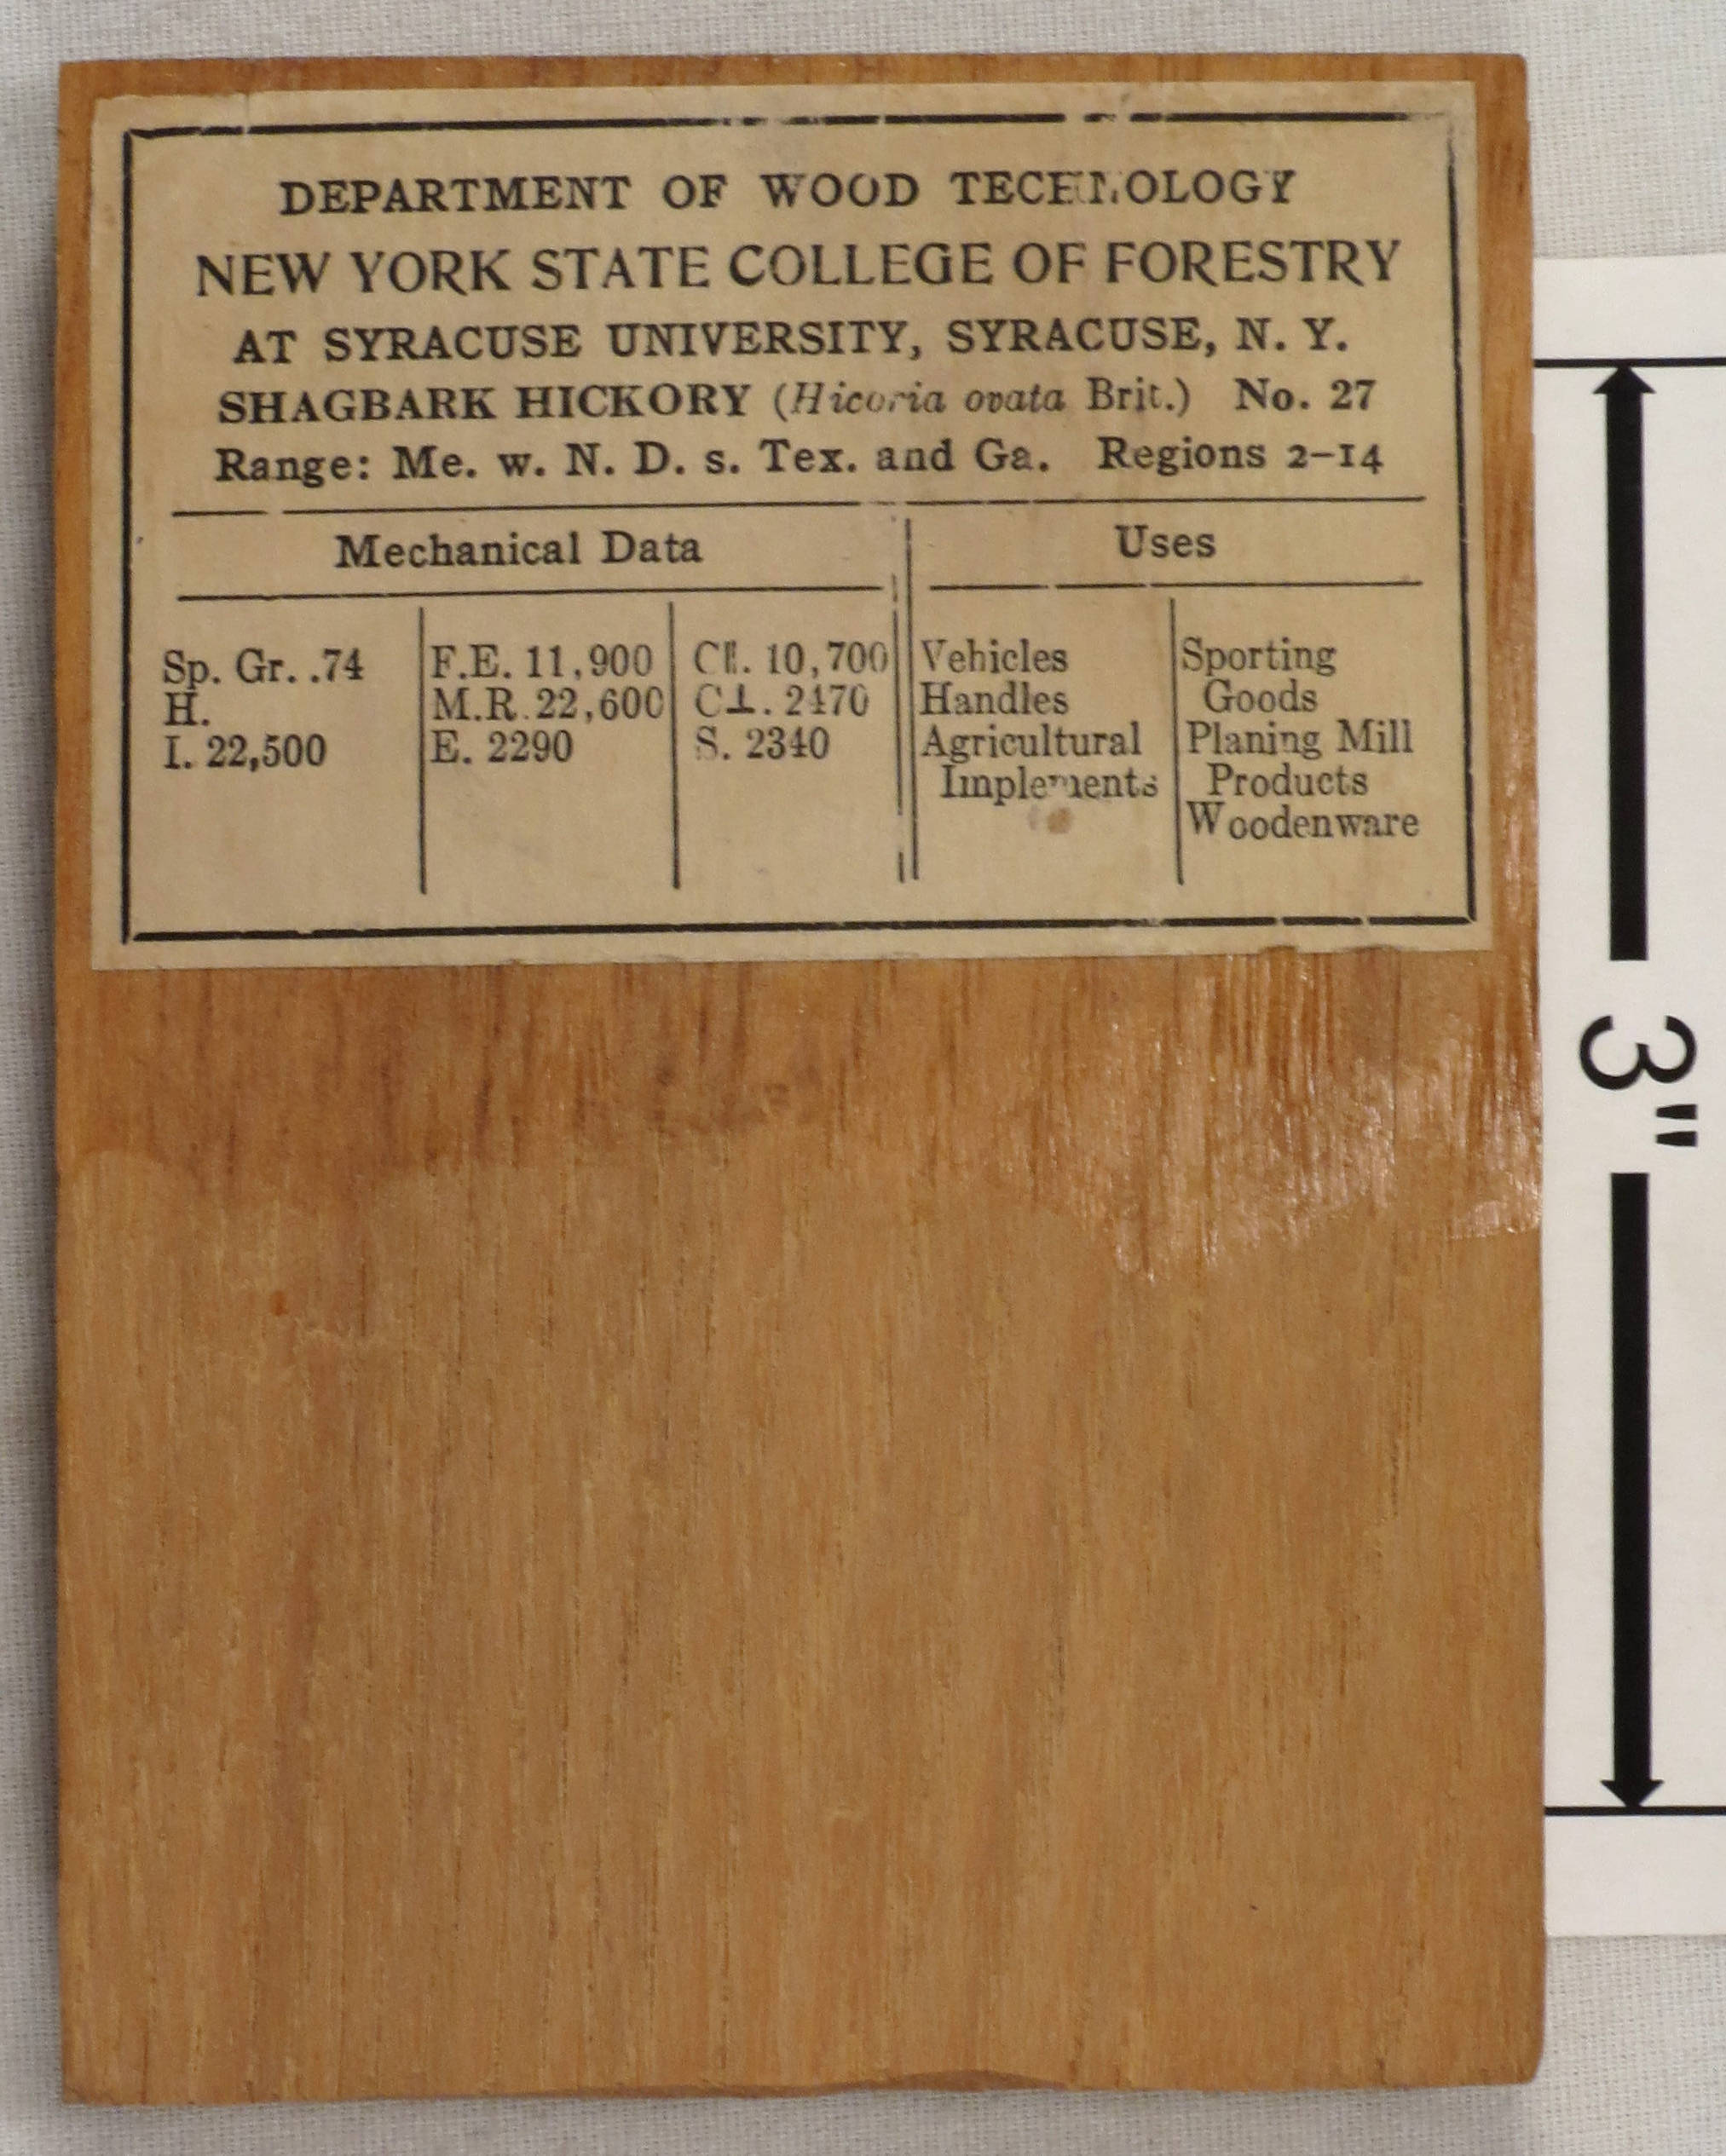 DEPARTMENT OF WOOD TECHNOLOGY
NEW YORK STATE COLLEGE OF FORESTRY
AT SYRACUSE UNIVERSITY, SYRACUSE, N. Y.
SHAGBARK HICKORY (Hicoria ovata Brit.) No. 27
Range: Me. w. N. D. s. Tex. and Ga. Regions 2-14
Mechanical Data
Sp. Gr. .74
H.
I. 22,500
F.E. 11,900
M.R. 22,600
E. 2290
C∥. 10,700
C⊥. 2470
S. 2340
Uses
Vehicles
Handles
Agricultural
Implements
Sporting
Goods
Planing Mill
Products
Woodenware
3"